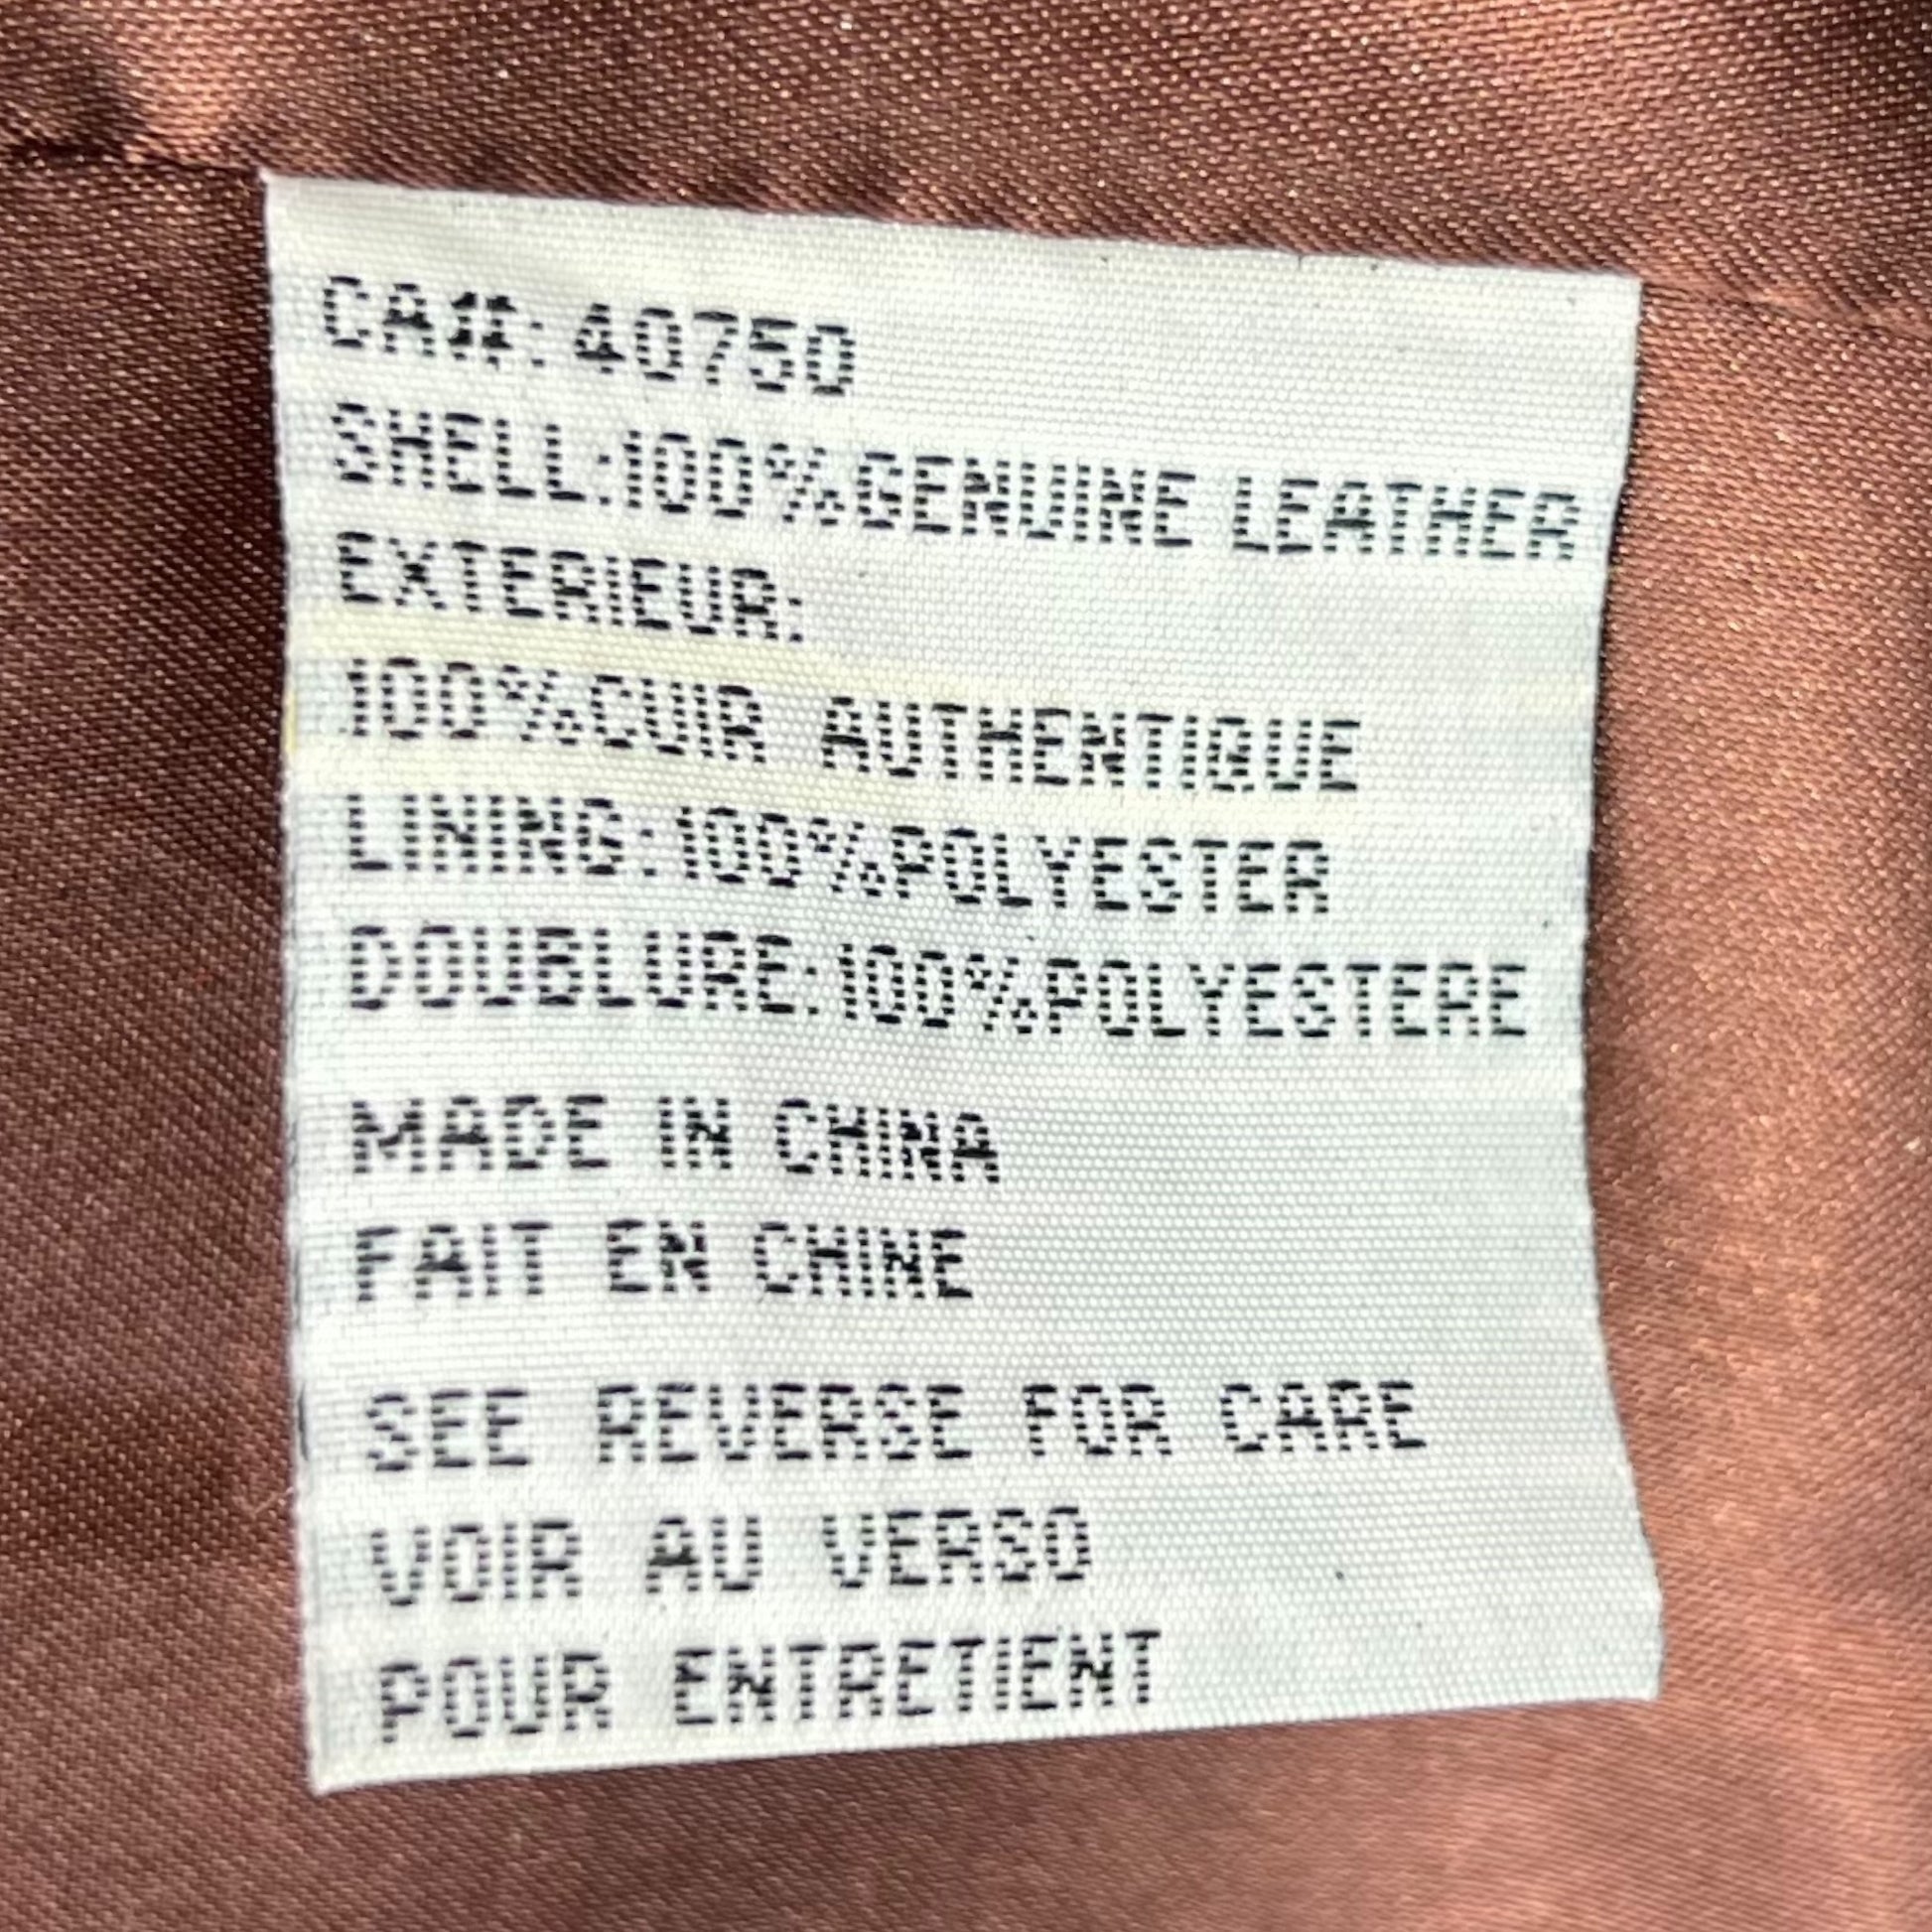 CA#: 40750
SHELL:100%GENUINE LEATHER
EXTERIEUR:
100%CUIR AUTHENTIQUE
LINING:100%POLYESTER
DOUBLURE:100%POLYESTERE
MADE IN CHINA
FAIT EN CHINE
SEE REVERSE FOR CARE
VOIR AU VERSO
POUR ENTRETIENT